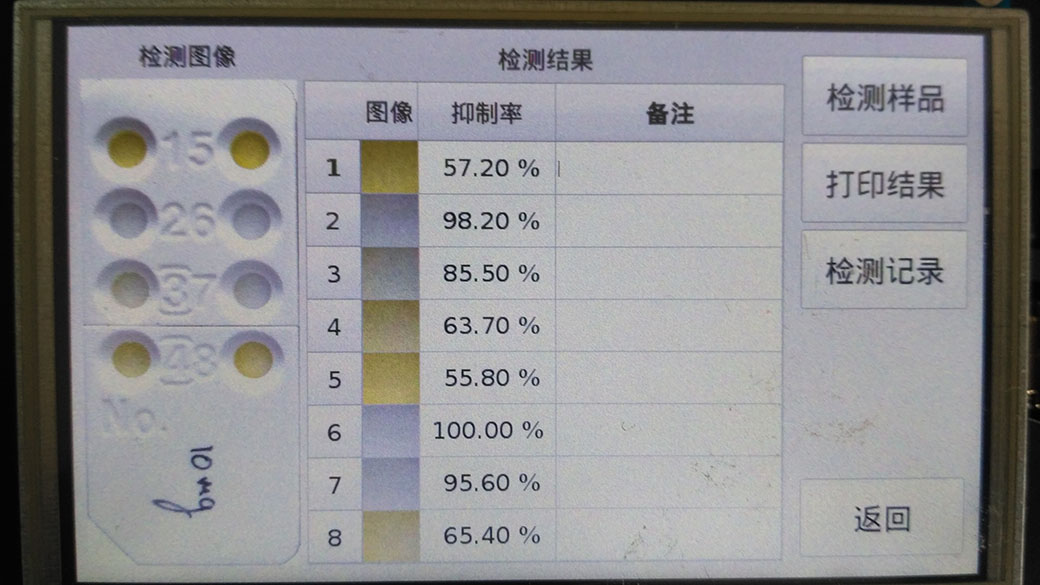 检测图像
15
26
37
48
No.
10 mg
检测结果
图像 抑制率 备注
1 57.20 %
2 98.20 %
3 85.50 %
4 63.70 %
5 55.80 %
6 100.00 %
7 95.60 %
8 65.40 %
检测样品
打印结果
检测记录
返回